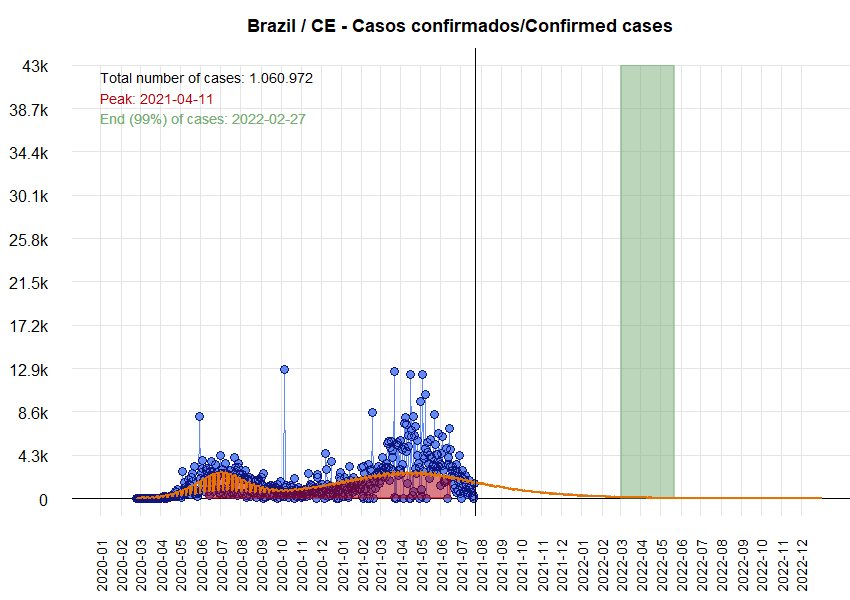 Brazil / CE - Casos confirmados/Confirmed cases
43k
Total number of cases: 1.060.972
Peak: 2021-04-11
38.7k
End (99%) of cases: 2022-02-27
34.4k
30.1k
25.8k
21.5k
17.2k
12.9k
8.6k
4.3k
0
2020-01
2020-02
2020-03
2020-04
2020-05
2020-06
2020-07
2020-08
2020-09
2020-10
2020-11
2020-12
2021-01
2021-02
2021-03
2021-04
2021-05
2021-06
2021-07
2021-08
2021-09
2021-10
2021-11
2021-12
2022-01
2022-02
2022-03
2022-04
2022-05
2022-06
2022-07
2022-08
2022-09
2022-10
2022-11
2022-12